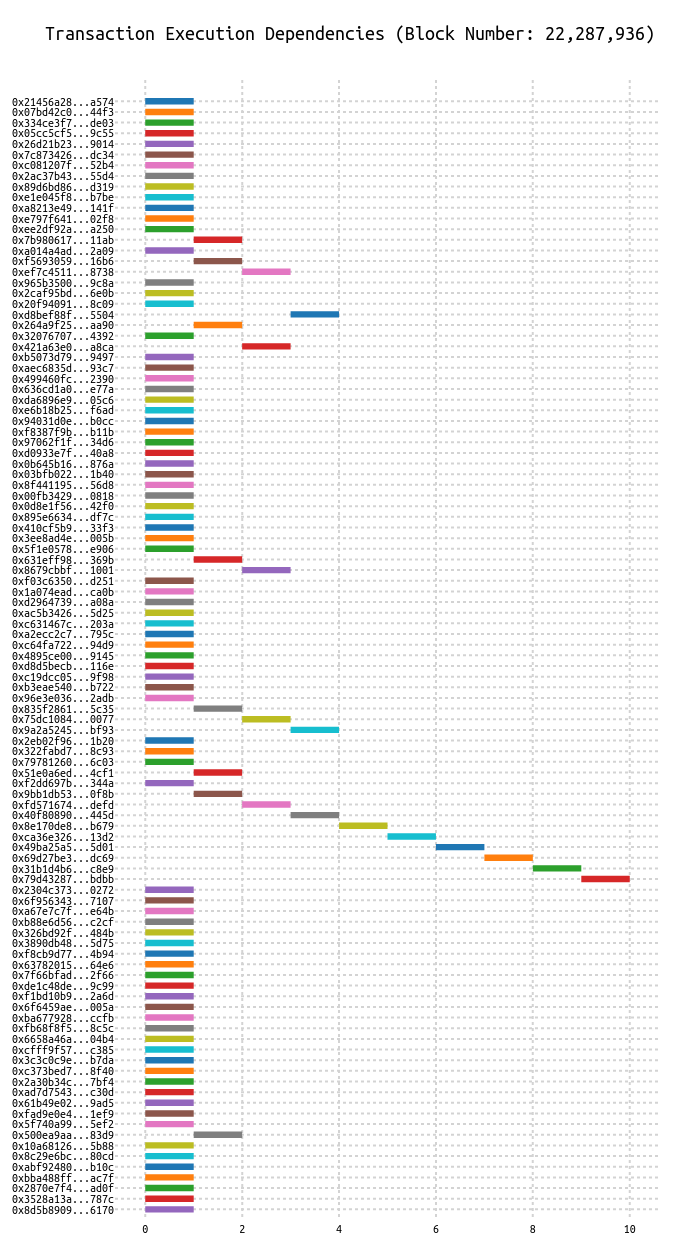 Transaction Execution Dependencies (Block Number: 22,287,936)
0x21456a28...a574
0x07bd42c0...44f3
0x334ce3f7...de03
0x05cc5cf5...9c55
0x26d21b23...9014
0x7c873426...dc34
0xc081207f...52b4
0x2ac37b43...55d4
0x89d6bd86...d319
0xe1e045f8...b7be
0xa8213e49...141f
0xe797f641...02f8
0xee2df92a...a250
0x7b980617...11ab
0xa014a4ad...2a09
0xf5693059...16b6
0xef7c4511...8738
0x965b3500...9c8a
0x2caf95bd...6e0b
0x20f94091...8c09
0xd8bef88f...5504
0x264a9f25...aa90
0x32076707...4392
0x421a63e0...a8ca
0xb5073d79...9497
0xaec6835d...93c7
0x499460fc...2390
0x636cd1a0...e77a
0xda6896e9...05c6
0xe6b18b25...f6ad
0x94031d0e...b0cc
0xf8387f9b...b11b
0x97062f1f...34d6
0xd0933e7f...40a8
0x0b645b16...876a
0x03bfb022...1b40
0x8f441195...56d8
0x00fb3429...0818
0x0d8e1f56...42f0
0x895e6634...df7c
0x410cf5b9...33f3
0x3ee8ad4e...005b
0x5f1e0578...e906
0x631eff98...369b
0x8679cbbf...1001
0xf03c6350...d251
0x1a074ead...ca0b
0xd2964739...a08a
0xac5b3426...5d25
0xc631467c...203a
0xa2ecc2c7...795c
0xc64fa722...94d9
0x4895ce00...9145
0xd8d5becb...116e
0xc19dcc05...9f98
0xb3eae540...b722
0x96e3e036...2adb
0x835f2861...5c35
0x75dc1084...0077
0x9a2a5245...bf93
0x2eb02f96...1b20
0x322fabd7...8c93
0x79781260...6c03
0x51e0a6ed...4cf1
0xf2dd697b...344a
0x9bb1db53...0f8b
0xfd571674...defd
0x40f80890...445d
0x8e170de8...b679
0xca36e326...13d2
0x49ba25a5...5d01
0x69d27be3...dc69
0x31b1d4b6...c8e9
0x79d43287...bdbb
0x2304c373...0272
0x6f956343...7107
0xa67e7c7f...e64b
0xb88e6d56...c2cf
0x326bd92f...484b
0x3890db48...5d75
0xf8cb9d77...4b94
0x63782015...64e6
0x7f66bfad...2f66
0xde1c48de...9c99
0xf1bd10b9...2a6d
0x6f6459ae...005a
0xba677928...ccfb
0xfb68f8f5...8c5c
0x6658a46a...04b4
0xcfff9f57...c385
0x3c3c0c9e...b7da
0xc373bed7...8f40
0x2a30b34c...7bf4
0xad7d7543...c30d
0x61b49e02...9ad5
0xfad9e0e4...1ef9
0x5f740a99...5ef2
0x500ea9aa...83d9
0x10a68126...5b88
0x8c29e6bc...80cd
0xabf92480...b10c
0xbba488ff...ac7f
0x2870e7f4...ad0f
0x3528a13a...787c
0x8d5b8909...6170
0 2 4 6 8 10